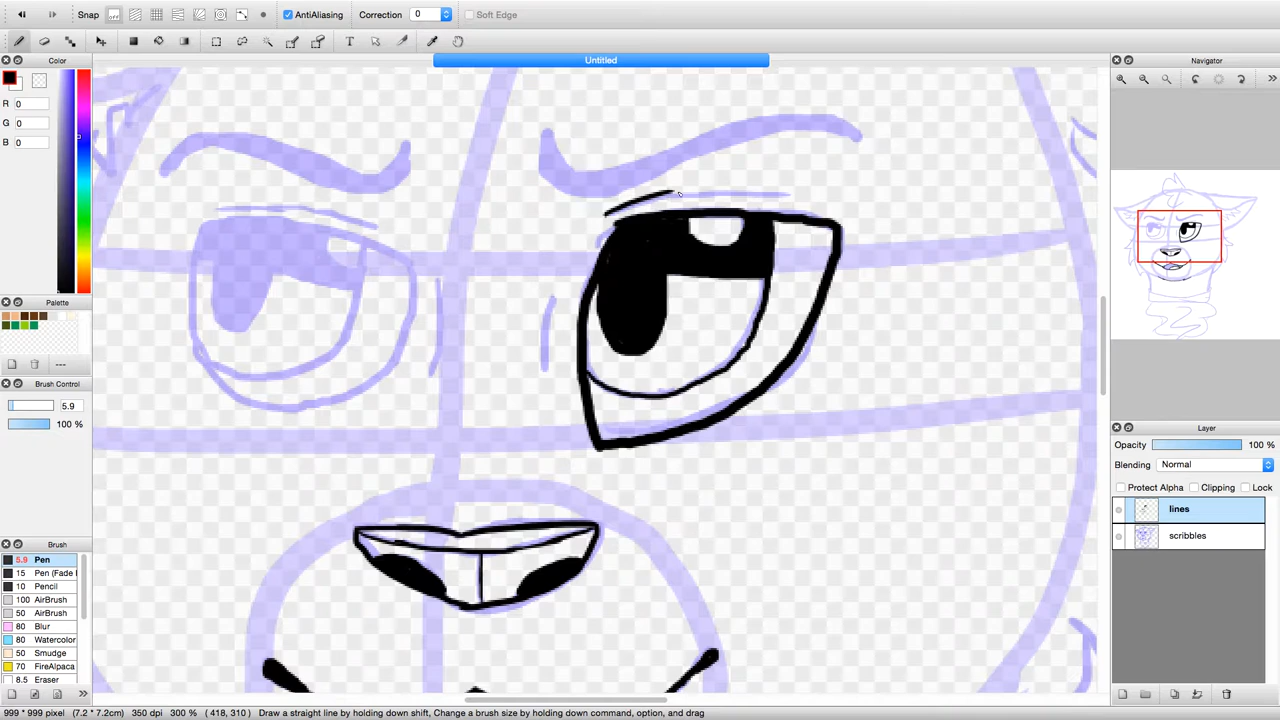 Snap off AntiAliasing Correction 0 Soft Edge
Color
R 0
G 0
B 0
Palette
---
Brush Control
5.9
100 %
Brush
5.9 Pen
15 Pen (Fade I
10 Pencil
100 AirBrush
50 AirBrush
80 Blur
80 Watercolor
50 Smudge
70 FireAlpaca
8.5 Eraser
Untitled
Navigator
Layer
Opacity 100 %
Blending Normal
Protect Alpha Clipping Lock
lines
scribbles
999 * 999 pixel (7.2 * 7.2cm) 350 dpi 300 % ( 418, 310 ) Draw a straight line by holding down shift, Change a brush size by holding down command, option, and drag